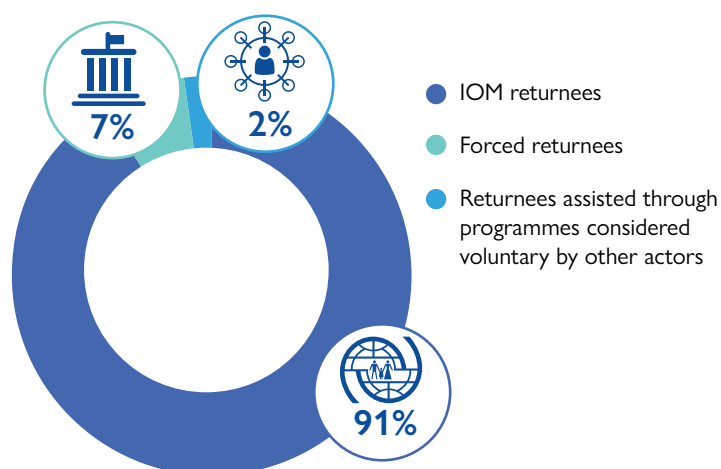 7%
2%
IOM returnees
Forced returnees
Returnees assisted through
programmes considered
voluntary by other actors
91%